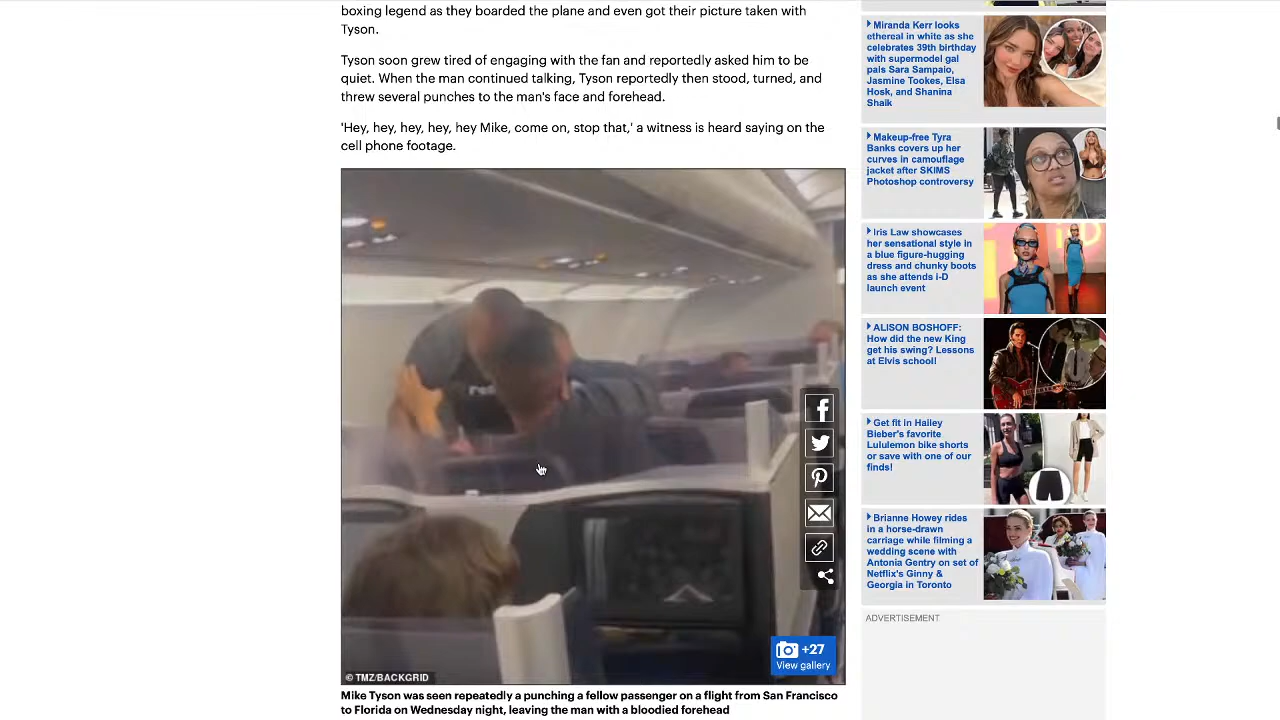 boxing legend as they boarded the plane and even got their picture taken with
Tyson.
Tyson soon grew tired of engaging with the fan and reportedly asked him to be
quiet. When the man continued talking, Tyson reportedly then stood, turned, and
threw several punches to the man's face and forehead.
'Hey, hey, hey, hey, hey Mike, come on, stop that,' a witness is heard saying on the
cell phone footage.
+27
View gallery
© TMZ/BACKGRID
Mike Tyson was seen repeatedly a punching a fellow passenger on a flight from San Francisco
to Florida on Wednesday night, leaving the man with a bloodied forehead
Miranda Kerr looks
ethereal in white as she
celebrates 39th birthday
with supermodel gal
pals Sara Sampaio,
Jasmine Tookes, Elsa
Hosk, and Shanina
Shaik
Makeup-free Tyra
Banks covers up her
curves in camouflage
jacket after SKIMS
Photoshop controversy
Iris Law showcases
her sensational style in
a blue figure-hugging
dress and chunky boots
as she attends i-D
launch event
i-D
ALISON BOSHOFF:
How did the new King
get his swing? Lessons
at Elvis school!
Get fit in Hailey
Bieber's favorite
Lululemon bike shorts
or save with one of our
finds!
Brianne Howey rides
in a horse-drawn
carriage while filming a
wedding scene with
Antonia Gentry on set of
Netflix's Ginny &
Georgia in Toronto
ADVERTISEMENT